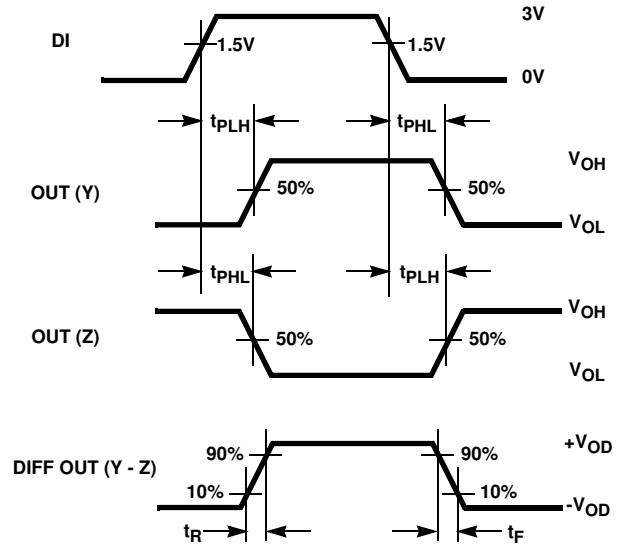 3V
DI
1.5V
1.5V
0V
tPLH
tPHL
VOH
OUT (Y)
50%
50%
VOL
tPHL
tPLH
VOH
OUT (Z)
50%
50%
VOL
+VOD
DIFF OUT (Y - Z)
90%
90%
10%
10%
-VOD
tR
tF